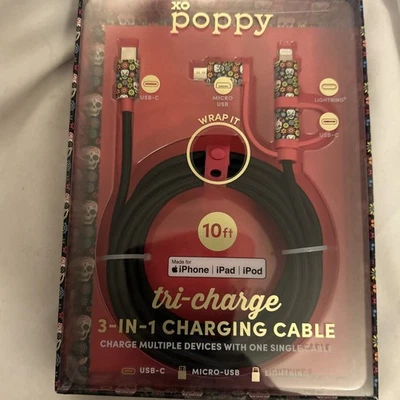 xo
poppy
USB-C
MICRO
USB
LIGHTNING®
USB-C
WRAP IT
10ft
Made for
iPhone | iPad | iPod
tri-charge
3-IN-1 CHARGING CABLE
CHARGE MULTIPLE DEVICES WITH ONE SINGLE CABLE
USB-C MICRO-USB LIGHTNING®